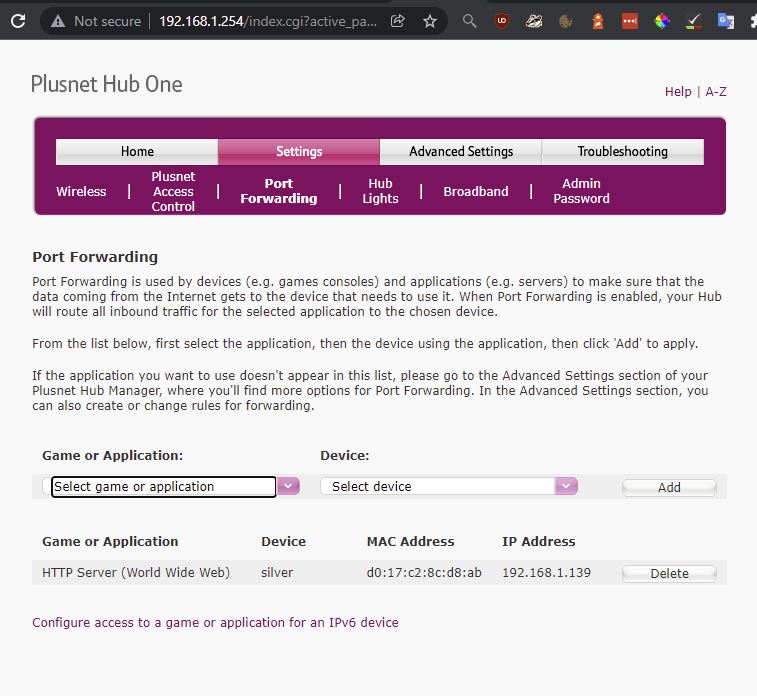 Not secure | 192.168.1.254/index.cgi?active_pa...
Plusnet Hub One
Help | A-Z
Home Settings Advanced Settings Troubleshooting
Wireless | Plusnet Access Control | Port Forwarding | Hub Lights | Broadband | Admin Password
Port Forwarding
Port Forwarding is used by devices (e.g. games consoles) and applications (e.g. servers) to make sure that the
data coming from the Internet gets to the device that needs to use it. When Port Forwarding is enabled, your Hub
will route all inbound traffic for the selected application to the chosen device.
From the list below, first select the application, then the device using the application, then click 'Add' to apply.
If the application you want to use doesn't appear in this list, please go to the Advanced Settings section of your
Plusnet Hub Manager, where you'll find more options for Port Forwarding. In the Advanced Settings section, you
can also create or change rules for forwarding.
Game or Application: Device:
Select game or application Select device Add
Game or Application Device MAC Address IP Address
HTTP Server (World Wide Web) silver d0:17:c2:8c:d8:ab 192.168.1.139 Delete
Configure access to a game or application for an IPv6 device